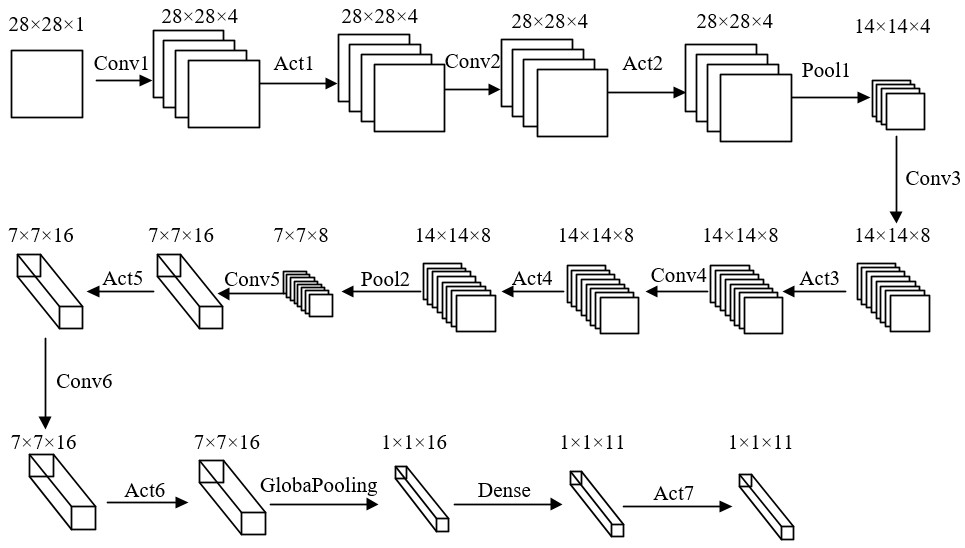 28×28×1
28×28×4
28×28×4
28×28×4
28×28×4
14×14×4
Conv1
Act1
Conv2
Act2
Pool1
Conv3
7×7×16
7×7×16
7×7×8
14×14×8
14×14×8
14×14×8
14×14×8
Act5
Conv5
Pool2
Act4
Conv4
Act3
Conv6
7×7×16
7×7×16
1×1×16
1×1×11
1×1×11
Act6
GlobaPooling
Dense
Act7